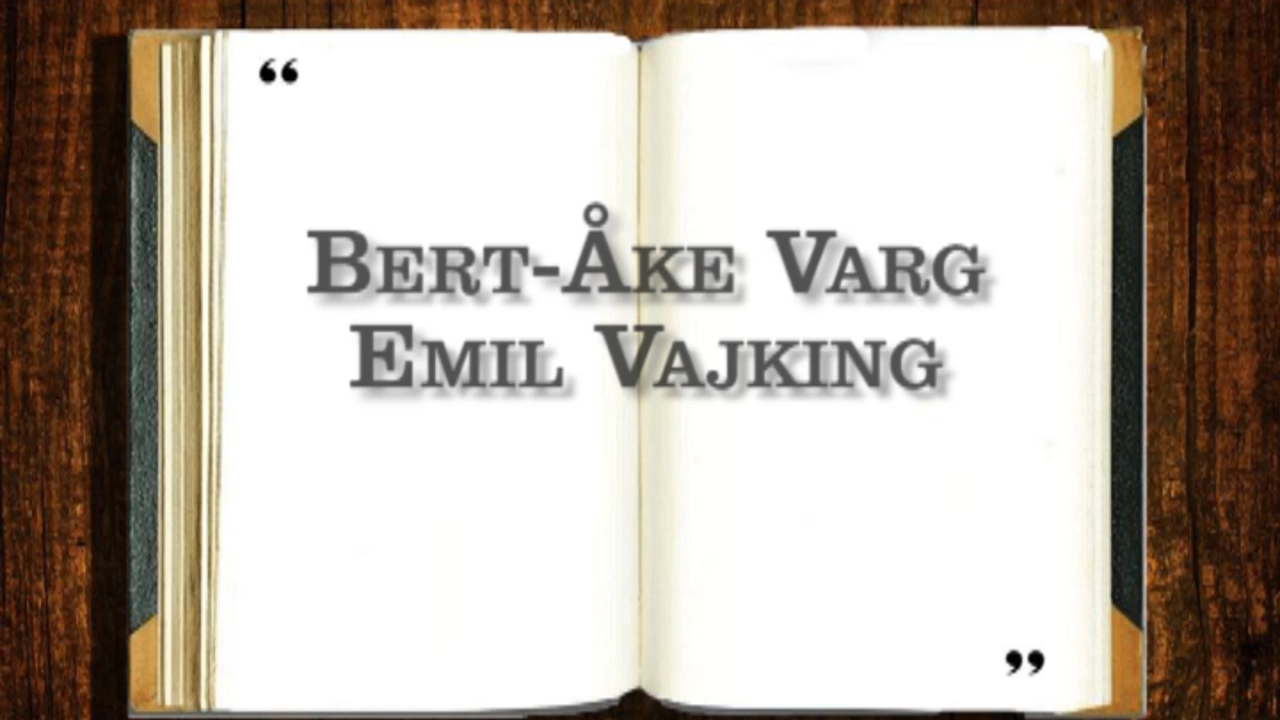 “
Bert-Åke Varg
Emil Vajking
”